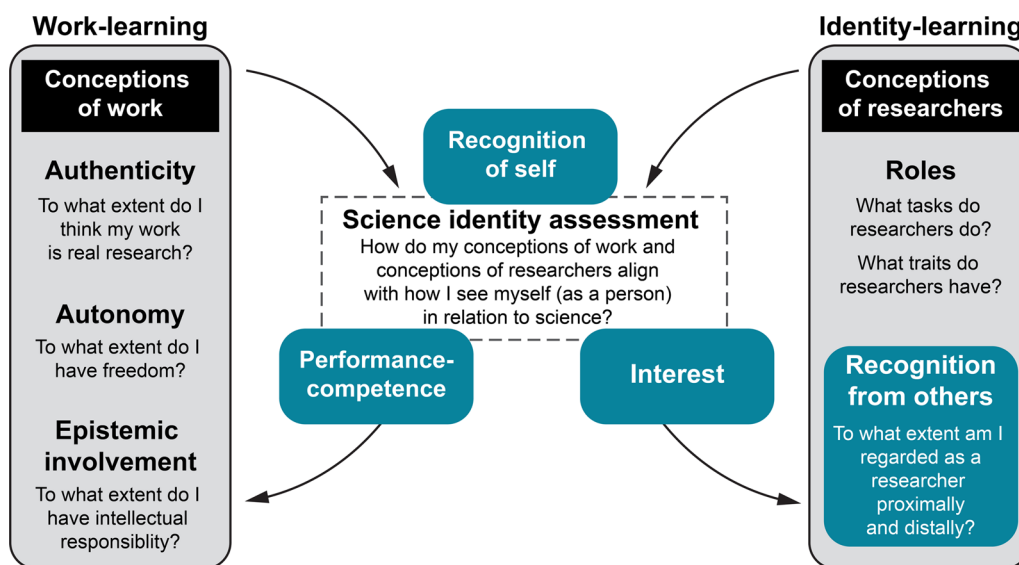 Work-learning
Conceptions
of work
Authenticity
To what extent do I
think my work
is real research?
Autonomy
To what extent do I
have freedom?
Epistemic
involvement
To what extent do I
have intellectual
responsiblity?
Recognition
of self
Science identity assessment
How do my conceptions of work and
conceptions of researchers align
with how I see myself (as a person)
in relation to science?
Performance-
competence
Interest
Identity-learning
Conceptions
of researchers
Roles
What tasks do
researchers do?
What traits do
researchers have?
Recognition
from others
To what extent am I
regarded as a
researcher
proximally
and distally?